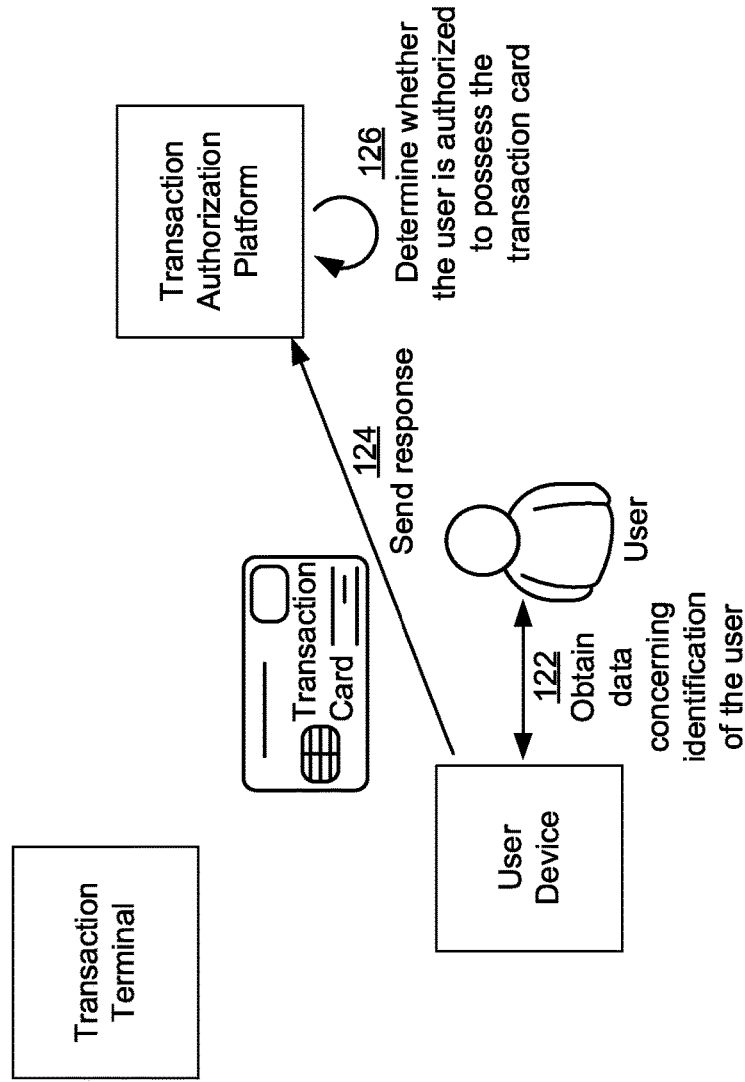 Transaction
Terminal
Transaction
Authorization
Platform
126
Determine whether
the user is authorized
to possess the
transaction card
124
Send response
Transaction
Card
User
Device
122
Obtain
data
concerning
identification
of the user
User